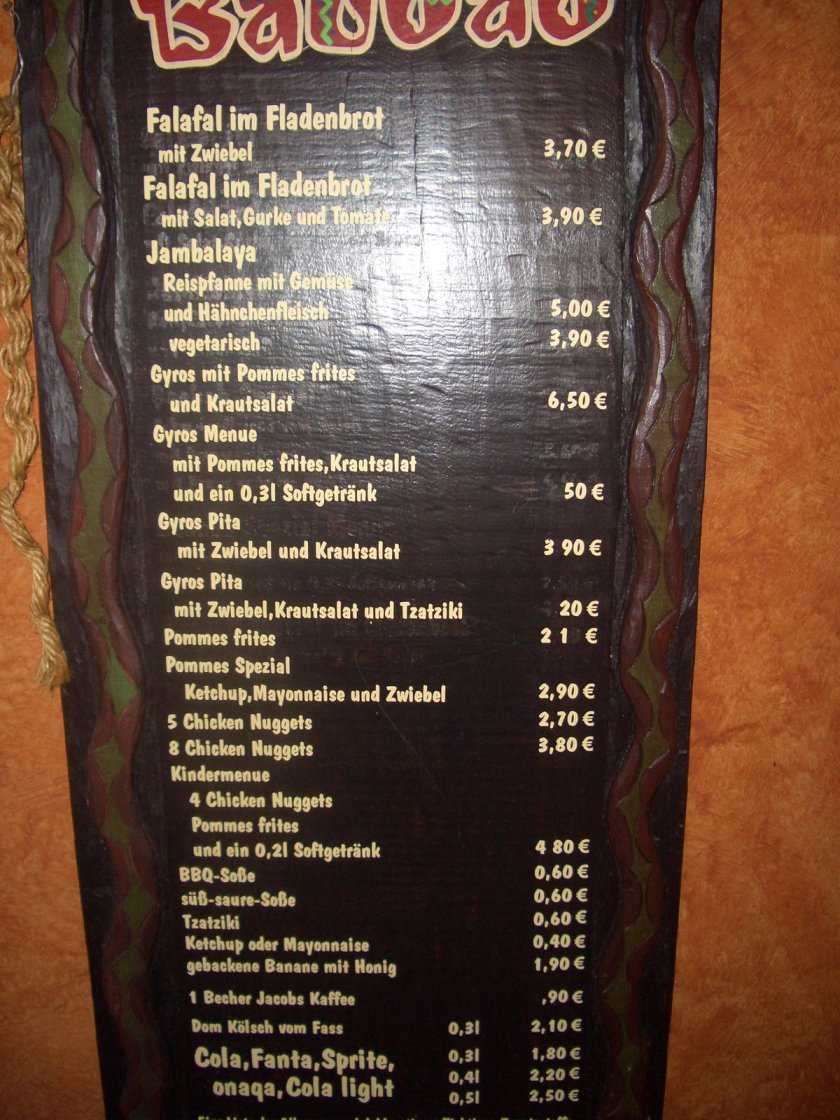 Falafal im Fladenbrot
mit Zwiebel 3,70 €
Falafal im Fladenbrot
mit Salat,Gurke und Tomate 3,90 €
Jambalaya
Reispfanne mit Gemüse
und Hähnchenfleisch 5,00 €
vegetarisch 3,90 €
Gyros mit Pommes frites
und Krautsalat 6,50 €
Gyros Menue
mit Pommes frites,Krautsalat
und ein 0,3l Softgetränk 50 €
Gyros Pita
mit Zwiebel und Krautsalat 3 90 €
Gyros Pita
mit Zwiebel,Krautsalat und Tzatziki 20 €
Pommes frites 2 1 €
Pommes Spezial
Ketchup,Mayonnaise und Zwiebel 2,90 €
5 Chicken Nuggets 2,70 €
8 Chicken Nuggets 3,80 €
Kindermenue
4 Chicken Nuggets
Pommes frites
und ein 0,2l Softgetränk 4 80 €
BBQ-Soße 0,60 €
süß-saure-Soße 0,60 €
Tzatziki 0,60 €
Ketchup oder Mayonnaise 0,40 €
gebackene Banane mit Honig 1,90 €
1 Becher Jacobs Kaffee ,90 €
Dom Kölsch vom Fass 0,3l 2,10 €
Cola,Fanta,Sprite, 0,3l 1,80 €
onaqa,Cola light 0,4l 2,20 €
0,5l 2,50 €